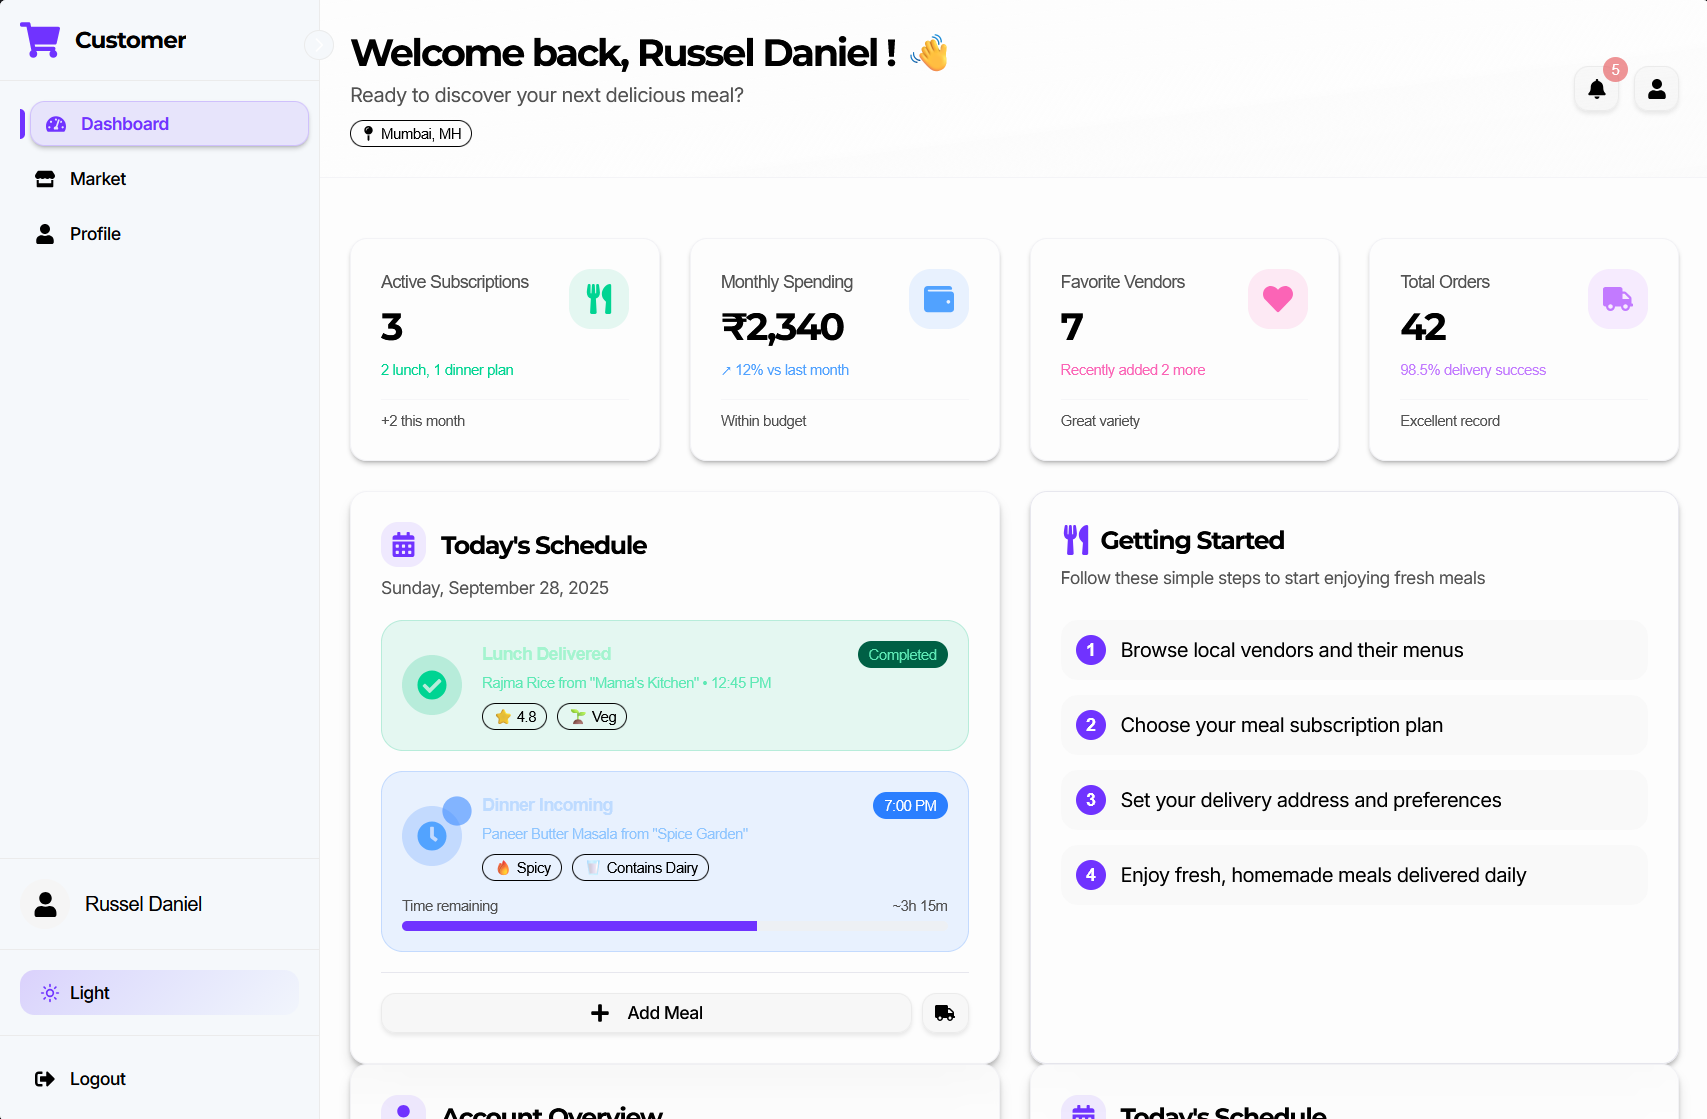 Customer
Dashboard
Market
Profile
Russel Daniel
Light
Logout
Welcome back, Russel Daniel ! 👋
Ready to discover your next delicious meal?
Mumbai, MH
5
Active Subscriptions
3
2 lunch, 1 dinner plan
+2 this month
Monthly Spending
₹2,340
↗ 12% vs last month
Within budget
Favorite Vendors
7
Recently added 2 more
Great variety
Total Orders
42
98.5% delivery success
Excellent record
Today's Schedule
Sunday, September 28, 2025
Lunch Delivered
Completed
Rajma Rice from "Mama's Kitchen" • 12:45 PM
⭐ 4.8
🌱 Veg
Dinner Incoming
7:00 PM
Paneer Butter Masala from "Spice Garden"
🔥 Spicy
🥛 Contains Dairy
Time remaining
~3h 15m
Add Meal
Getting Started
Follow these simple steps to start enjoying fresh meals
1 Browse local vendors and their menus
2 Choose your meal subscription plan
3 Set your delivery address and preferences
4 Enjoy fresh, homemade meals delivered daily
Account Overview
Today's Schedule